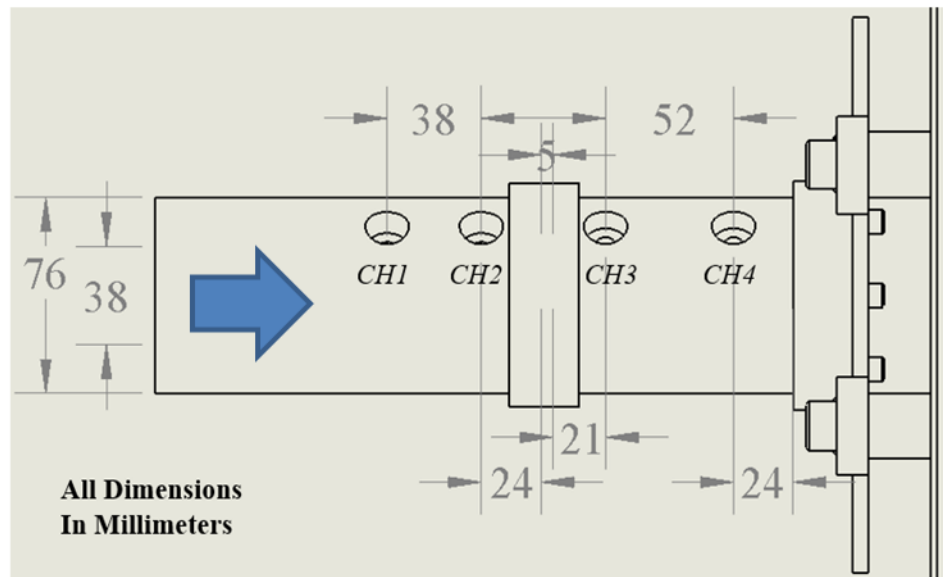 38
52
5
76
38
CH1
CH2
CH3
CH4
21
24
24
All Dimensions
In Millimeters